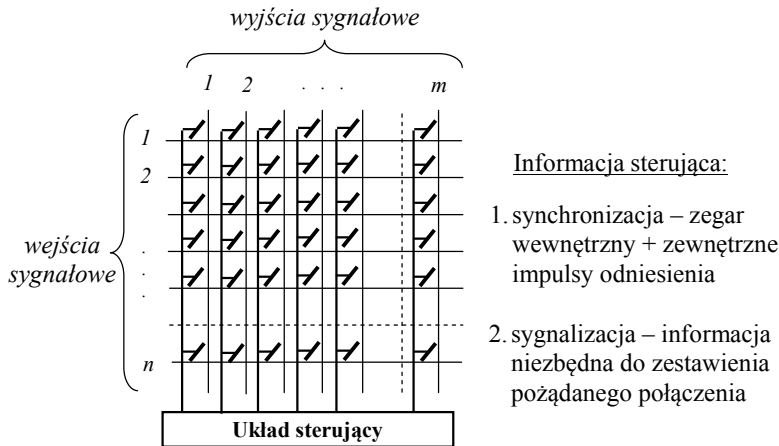 wyjścia sygnałowe
1 2 . . . m
1
2
wejścia
sygnałowe
.
.
.
n
Układ sterujący
Informacja sterująca:
1. synchronizacja – zegar
wewnętrzny + zewnętrzne
impulsy odniesienia
2. sygnalizacja – informacja
niezbędna do zestawienia
pożądanego połączenia